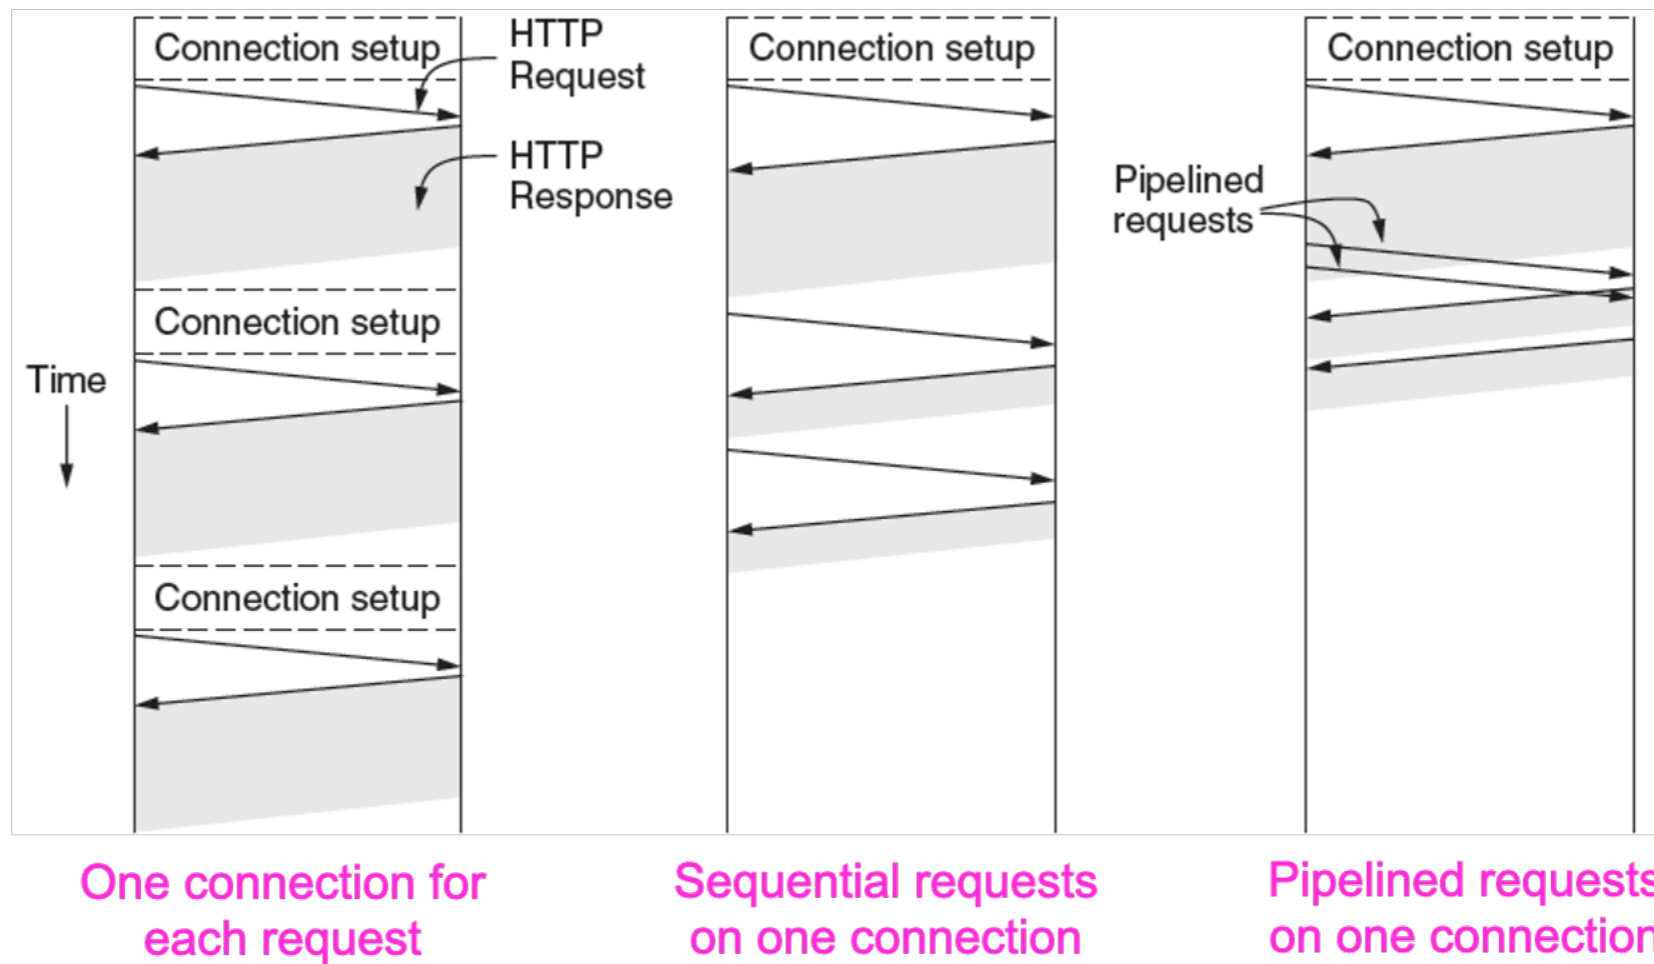 Connection setup
HTTP
Request
HTTP
Response
Connection setup
Time
Connection setup
Connection setup
Connection setup
Pipelined
requests
One connection for
each request
Sequential requests
on one connection
Pipelined requests
on one connection